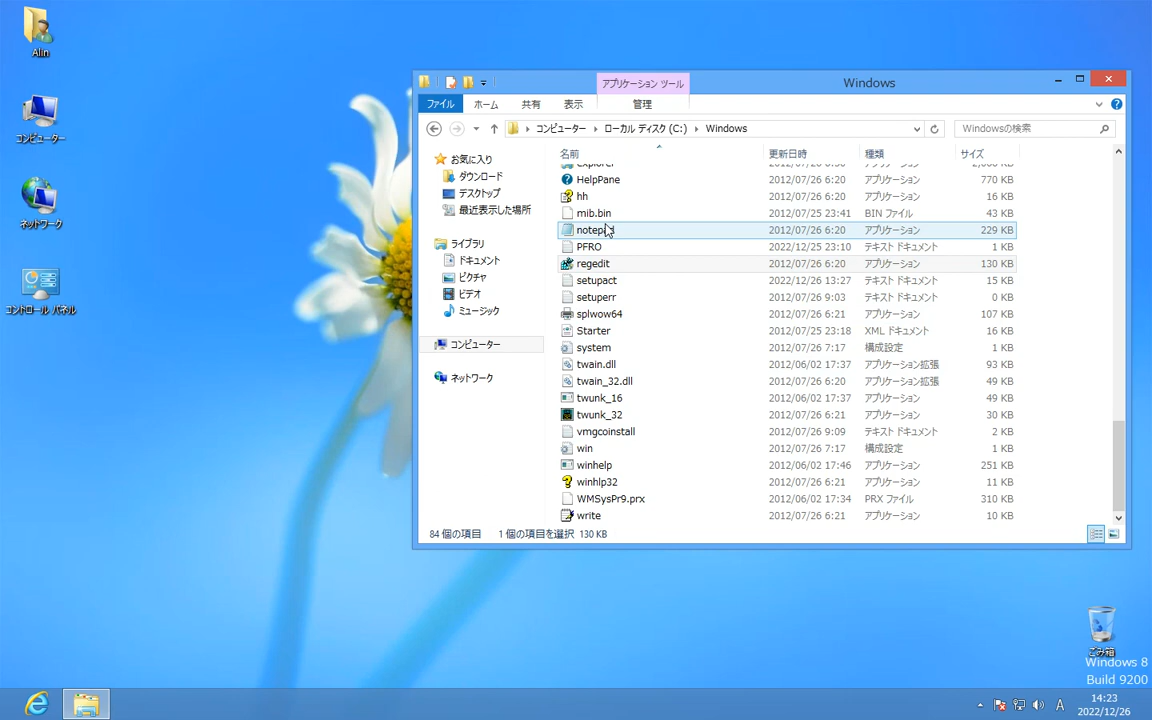 Alin
コンピューター
ネットワーク
コントロール パネル
アプリケーション ツール
Windows
ファイル
ホーム
共有
表示
管理
コンピューター
ローカル ディスク (C:)
Windows
Windowsの検索
お気に入り
ダウンロード
デスクトップ
最近表示した場所
ライブラリ
ドキュメント
ピクチャ
ビデオ
ミュージック
コンピューター
ネットワーク
名前 更新日時 種類 サイズ
HelpPane 2012/07/26 6:20 アプリケーション 770 KB
hh 2012/07/26 6:20 アプリケーション 16 KB
mib.bin 2012/07/25 23:41 BIN ファイル 43 KB
notepad 2012/07/26 6:20 アプリケーション 229 KB
PFRO 2022/12/25 23:10 テキスト ドキュメント 1 KB
regedit 2012/07/26 6:20 アプリケーション 130 KB
setupact 2022/12/26 13:27 テキスト ドキュメント 15 KB
setuperr 2012/07/26 9:03 テキスト ドキュメント 0 KB
splwow64 2012/07/26 6:21 アプリケーション 107 KB
Starter 2012/07/25 23:18 XML ドキュメント 16 KB
system 2012/07/26 7:17 構成設定 1 KB
twain.dll 2012/06/02 17:37 アプリケーション拡張 93 KB
twain_32.dll 2012/07/26 6:20 アプリケーション拡張 49 KB
twunk_16 2012/06/02 17:37 アプリケーション 49 KB
twunk_32 2012/07/26 6:21 アプリケーション 30 KB
vmgcoinstall 2012/07/26 9:09 テキスト ドキュメント 2 KB
win 2012/07/26 7:17 構成設定 1 KB
winhelp 2012/06/02 17:46 アプリケーション 251 KB
winhlp32 2012/07/26 6:21 アプリケーション 11 KB
WMSysPr9.prx 2012/06/02 17:34 PRX ファイル 310 KB
write 2012/07/26 6:21 アプリケーション 10 KB
84 個の項目 1 個の項目を選択 130 KB
ごみ箱
Windows 8
Build 9200
A
14:23
2022/12/26